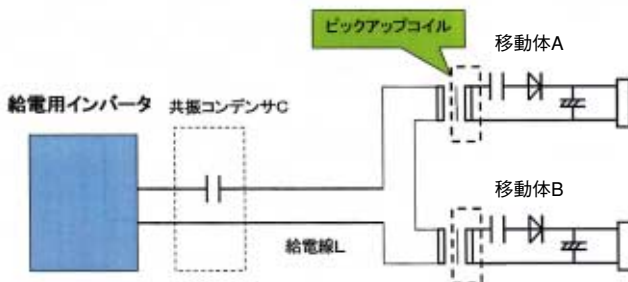 ピックアップコイル
移動体A
給電用インバータ
共振コンデンサC
移動体B
給電線L